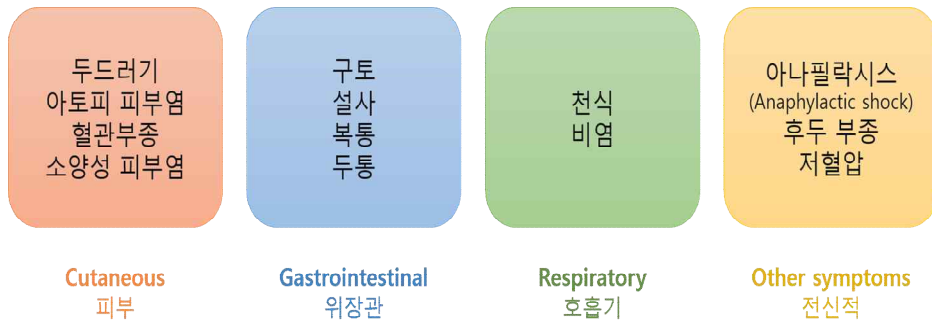 두드러기
아토피 피부염
혈관부종
소양성 피부염
구토
설사
복통
두통
천식
비염
아나필락시스
(Anaphylactic shock)
후두 부종
저혈압
Cutaneous
피부
Gastrointestinal
위장관
Respiratory
호흡기
Other symptoms
전신적